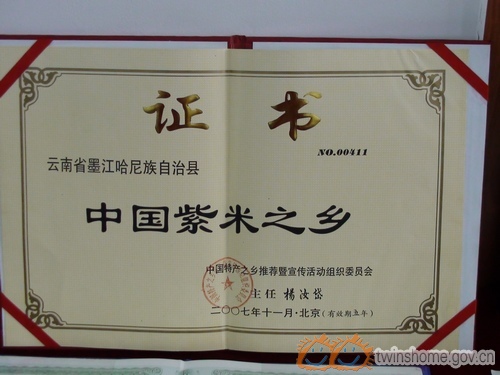 证 书
NO.00411
云南省墨江哈尼族自治县
中国紫米之乡
中国特产之乡推荐暨宣传活动组织委员会
主任 杨汝岱
二〇〇七年十一月·北京(有效期五年)
twinshome.gov.cn